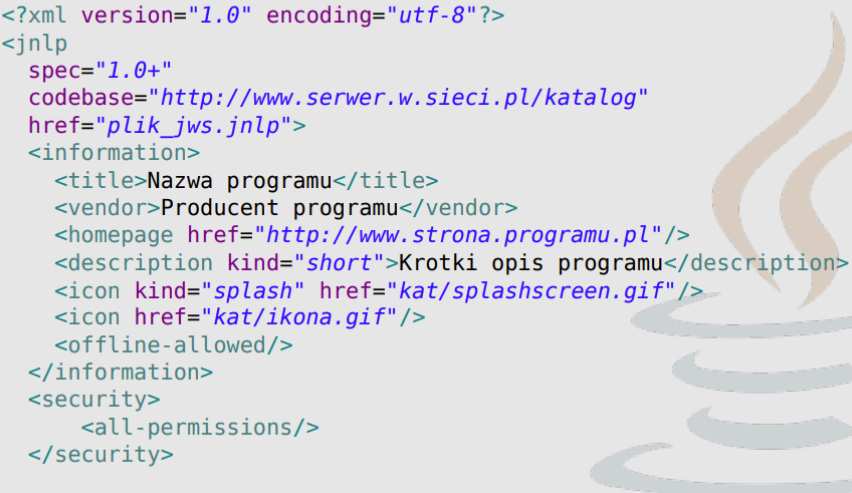 <?xml version="1.0" encoding="utf-8"?>
<jnlp
spec="1.0+"
codebase="http://www.serwer.w.sieci.pl/katalog"
href="plik_jws.jnlp">
<information>
<title>Nazwa programu</title>
<vendor>Producent programu</vendor>
<homepage href="http://www.strona.programu.pl"/>
<description kind="short">Krotki opis programu</description>
<icon kind="splash" href="kat/splashscreen.gif"/>
<icon href="kat/ikona.gif"/>
<offline-allowed/>
</information>
<security>
<all-permissions/>
</security>